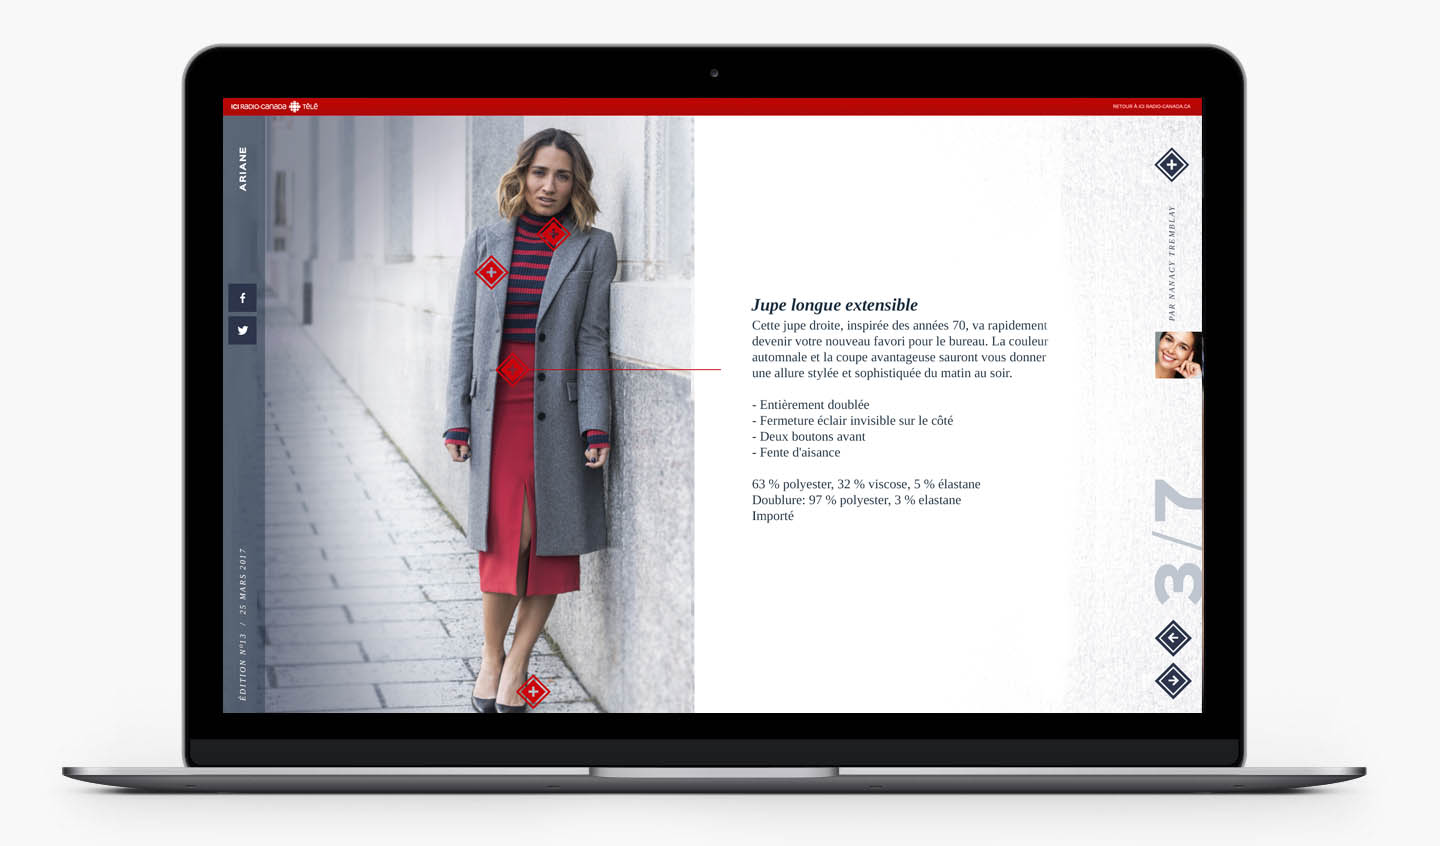 ICI RADIO-CANADA TÉLÉ
RETOUR À ICI RADIO-CANADA.CA
ARIANE
ÉDITION Nº13 / 25 MARS 2017
Jupe longue extensible
Cette jupe droite, inspirée des années 70, va rapidement
devenir votre nouveau favori pour le bureau. La couleur
automnale et la coupe avantageuse sauront vous donner
une allure stylée et sophistiquée du matin au soir.
- Entièrement doublée
- Fermeture éclair invisible sur le côté
- Deux boutons avant
- Fente d'aisance
63 % polyester, 32 % viscose, 5 % élastane
Doublure: 97 % polyester, 3 % elastane
Importé
PAR NANACY TREMBLAY
3/7